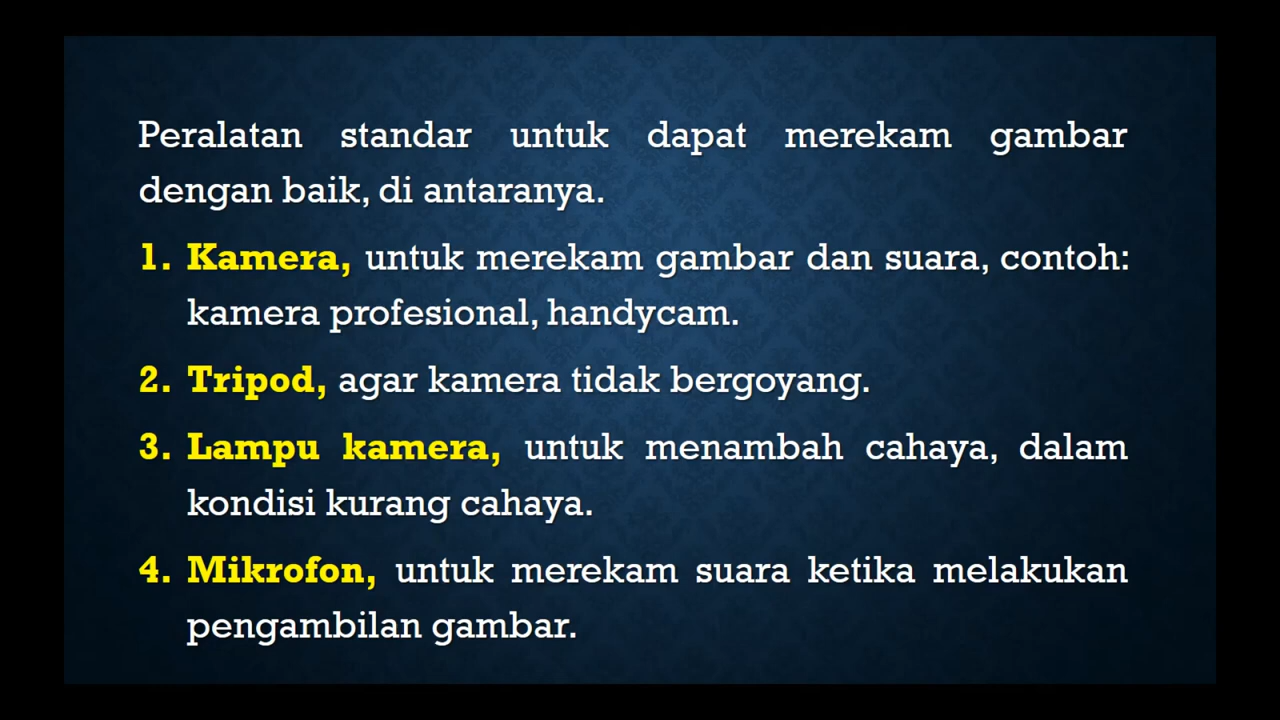 Peralatan standar untuk dapat merekam gambar
dengan baik, di antaranya.
1. Kamera, untuk merekam gambar dan suara, contoh:
kamera profesional, handycam.
2. Tripod, agar kamera tidak bergoyang.
3. Lampu kamera, untuk menambah cahaya, dalam
kondisi kurang cahaya.
4. Mikrofon, untuk merekam suara ketika melakukan
pengambilan gambar.